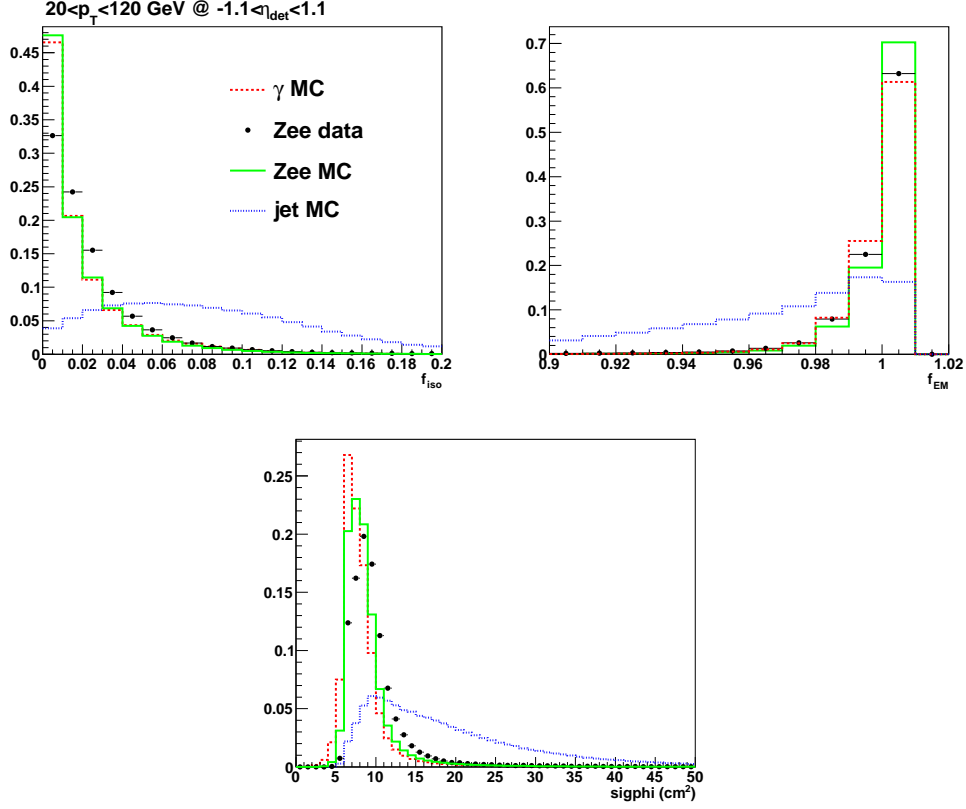 20<p_T<120 GeV @ -1.1<η_det<1.1
0.45
0.4
0.35
0.3
0.25
0.2
0.15
0.1
0.05
0
0 0.02 0.04 0.06 0.08 0.1 0.12 0.14 0.16 0.18 0.2
f_iso
γ MC
Zee data
Zee MC
jet MC
0.7
0.6
0.5
0.4
0.3
0.2
0.1
0
0.9 0.92 0.94 0.96 0.98 1 1.02
f_EM
0.25
0.2
0.15
0.1
0.05
0
0 5 10 15 20 25 30 35 40 45 50
sigphi (cm²)